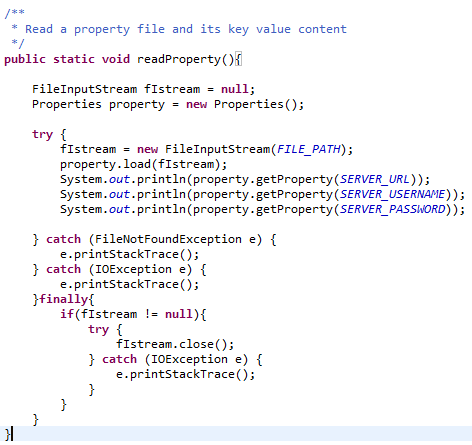 /**
 * Read a property file and its key value content
 */
public static void readProperty(){
    FileInputStream fIstream = null;
    Properties property = new Properties();
    try {
        fIstream = new FileInputStream(FILE_PATH);
        property.load(fIstream);
        System.out.println(property.getProperty(SERVER_URL));
        System.out.println(property.getProperty(SERVER_USERNAME));
        System.out.println(property.getProperty(SERVER_PASSWORD));
    } catch (FileNotFoundException e) {
        e.printStackTrace();
    } catch (IOException e) {
        e.printStackTrace();
    }finally{
        if(fIstream != null){
            try {
                fIstream.close();
            } catch (IOException e) {
                e.printStackTrace();
            }
        }
    }
}